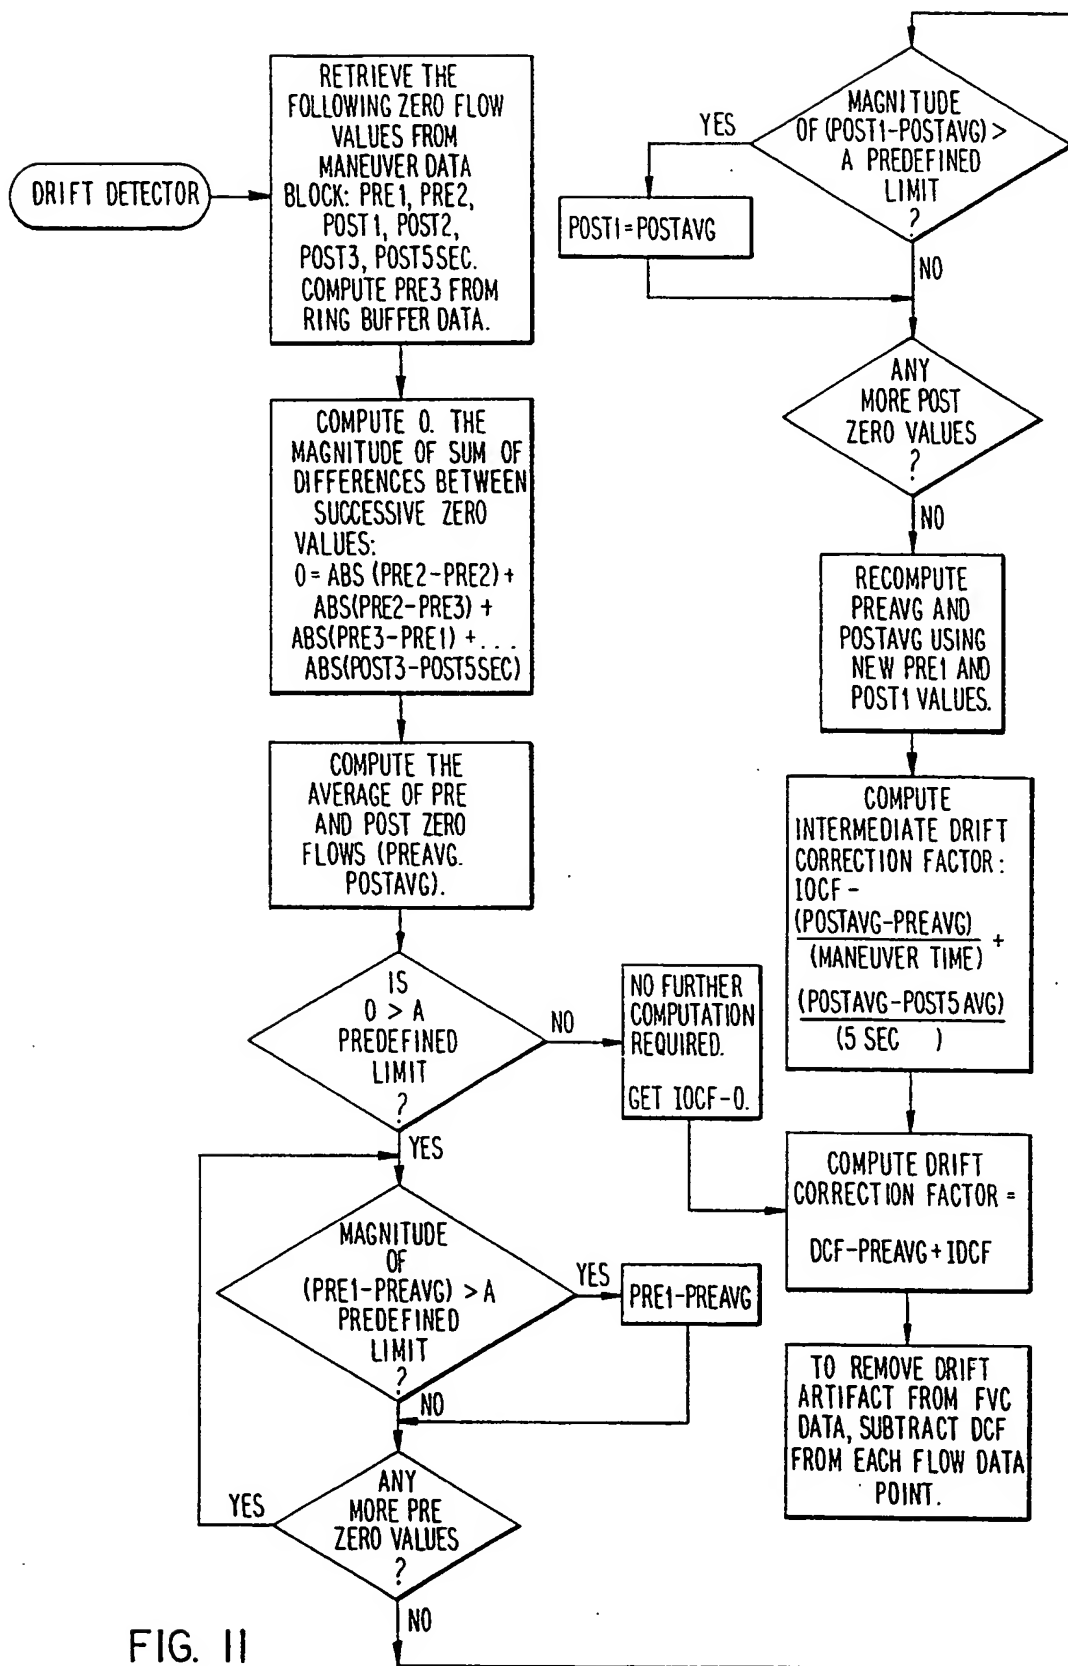 DRIFT DETECTOR
RETRIEVE THE
FOLLOWING ZERO FLOW
VALUES FROM
MANEUVER DATA
BLOCK: PRE1, PRE2,
POST1, POST2,
POST3, POST5SEC.
COMPUTE PRE3 FROM
RING BUFFER DATA.
COMPUTE 0. THE
MAGNITUDE OF SUM OF
DIFFERENCES BETWEEN
SUCCESSIVE ZERO
VALUES:
0 = ABS (PRE2-PRE2) +
ABS(PRE2-PRE3) +
ABS(PRE3-PRE1) +...
ABS(POST3-POST5SEC)
COMPUTE THE
AVERAGE OF PRE
AND POST ZERO
FLOWS (PREAVG.
POSTAVG).
IS
0 > A
PREDEFINED
LIMIT
?
NO
NO FURTHER
COMPUTATION
REQUIRED.
GET IOCF-0.
YES
MAGNITUDE
OF
(PRE1-PREAVG) > A
PREDEFINED
LIMIT
?
YES
PRE1-PREAVG
NO
ANY
MORE PRE
ZERO VALUES
?
YES
NO
MAGNITUDE
OF (POST1-POSTAVG) >
A PREDEFINED
LIMIT
?
YES
POST1=POSTAVG
NO
ANY
MORE POST
ZERO VALUES
?
NO
RECOMPUTE
PREAVG AND
POSTAVG USING
NEW PRE1 AND
POST1 VALUES.
COMPUTE
INTERMEDIATE DRIFT
CORRECTION FACTOR:
IOCF-
(POSTAVG-PREAVG) +
(MANEUVER TIME)
(POSTAVG-POST5AVG)
(5 SEC )
COMPUTE DRIFT
CORRECTION FACTOR =
DCF-PREAVG+IDCF
TO REMOVE DRIFT
ARTIFACT FROM FVC
DATA, SUBTRACT DCF
FROM EACH FLOW DATA
POINT.
FIG. 11